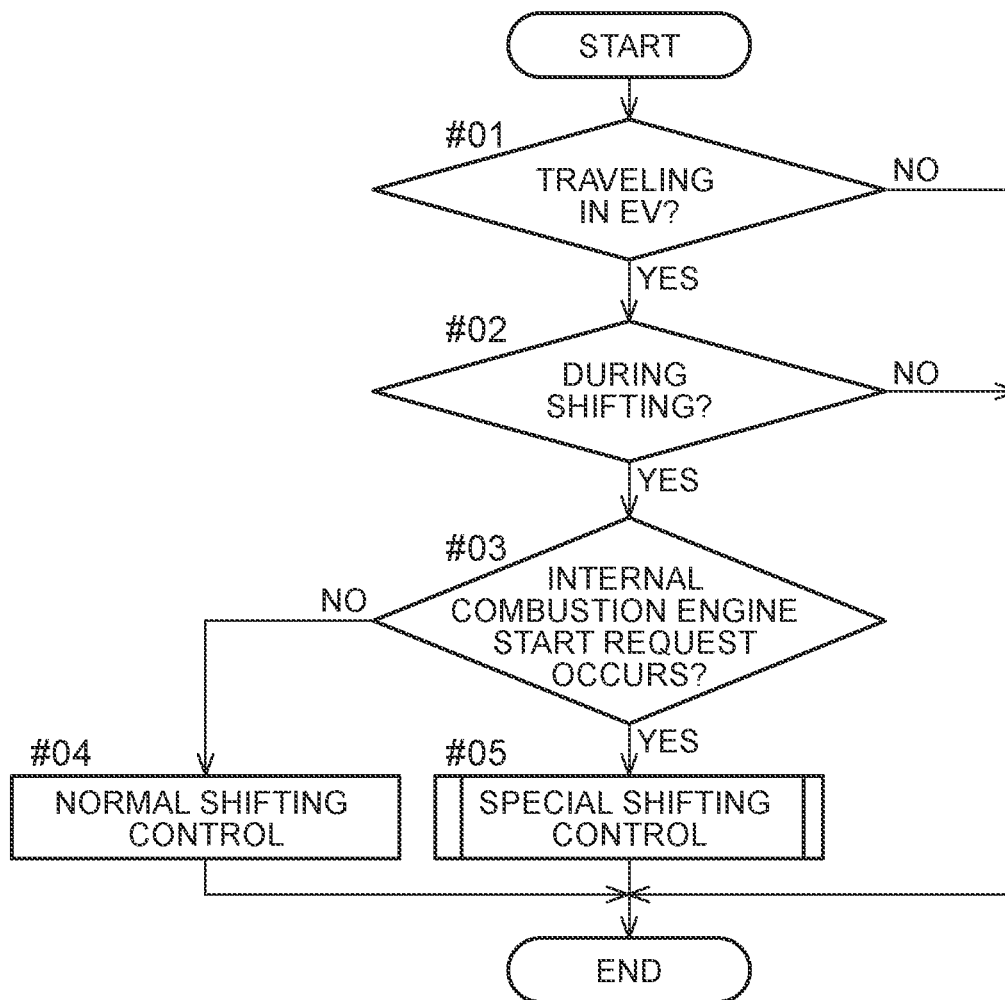 START
#01
TRAVELING
IN EV?
NO
YES
#02
DURING
SHIFTING?
NO
YES
#03
INTERNAL
COMBUSTION ENGINE
START REQUEST
OCCURS?
NO
YES
#04
NORMAL SHIFTING
CONTROL
#05
SPECIAL SHIFTING
CONTROL
END